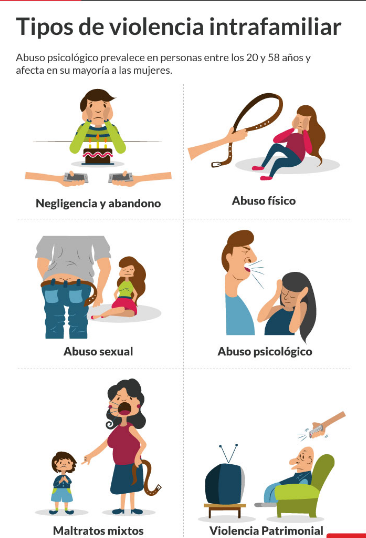 Tipos de violencia intrafamiliar
Abuso psicológico prevalece en personas entre los 20 y 58 años y
afecta en su mayoría a las mujeres.
Negligencia y abandono
Abuso físico
Abuso sexual
Abuso psicológico
Maltratos mixtos
Violencia Patrimonial